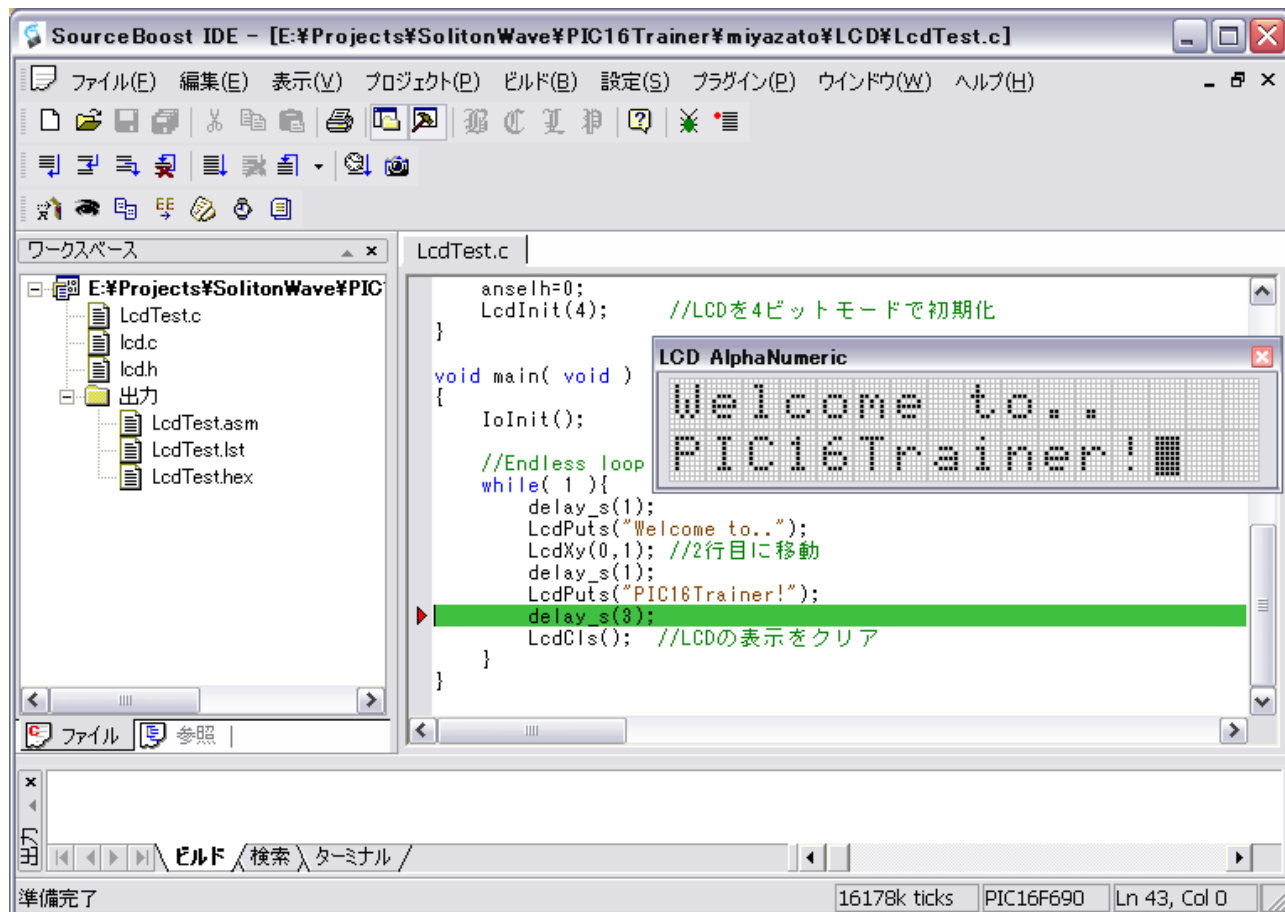 SourceBoost IDE - [E:¥Projects¥SolitonWave¥PIC16Trainer¥miyazato¥LCD¥LcdTest.c]
ファイル(F) 編集(E) 表示(V) プロジェクト(P) ビルド(B) 設定(S) プラグイン(P) ウインドウ(W) ヘルプ(H)
ワークスペース
E:¥Projects¥SolitonWave¥PIC
LcdTest.c
lcd.c
lcd.h
出力
LcdTest.asm
LcdTest.lst
LcdTest.hex
ファイル 参照
LcdTest.c
anselh=0;
LcdInit(4); //LCDを4ビットモードで初期化
}
void main( void )
{
IoInit();
//Endless loop
while( 1 ){
delay_s(1);
LcdPuts("Welcome to..");
LcdXy(0,1); //2行目に移動
delay_s(1);
LcdPuts("PIC16Trainer!");
delay_s(3);
LcdCls(); //LCDの表示をクリア
}
}
LCD AlphaNumeric
Welcome to..
PIC16Trainer!
ビルド 検索 ターミナル
準備完了 16178k ticks PIC16F690 Ln 43, Col 0